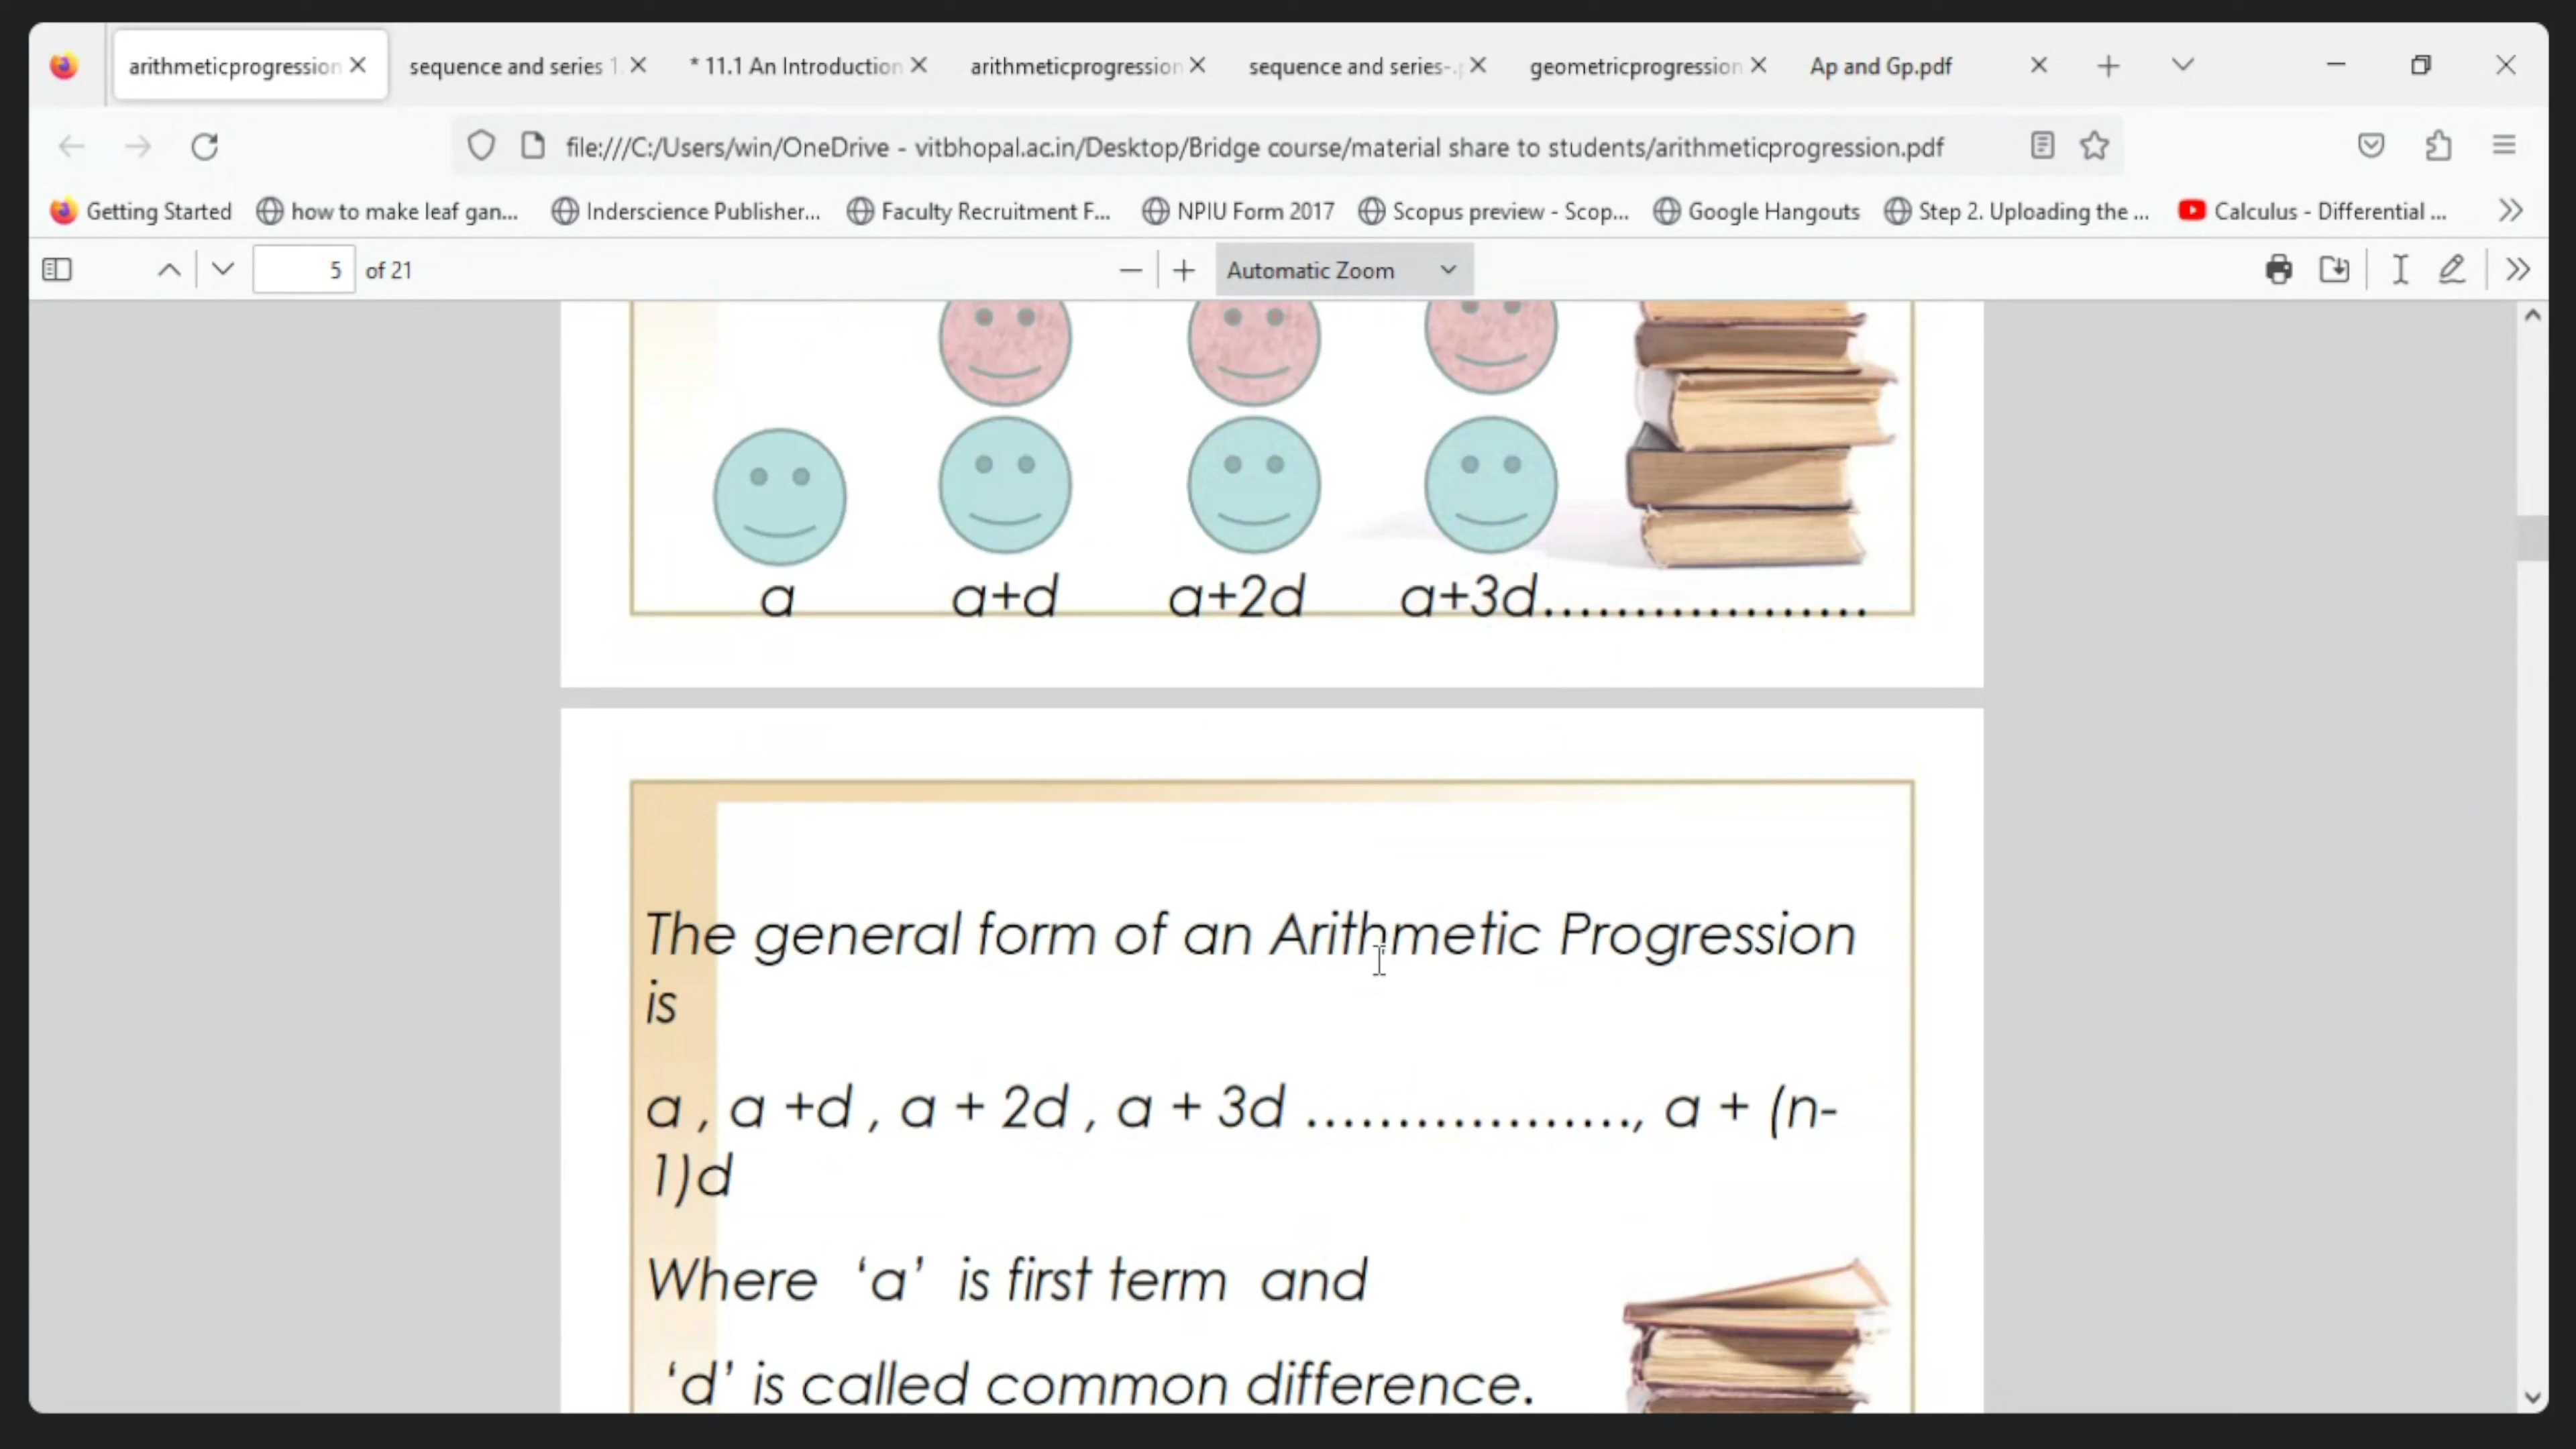 arithmeticprogression
sequence and series 1
* 11.1 An Introduction
arithmeticprogression
sequence and series-.p
geometricprogression
Ap and Gp.pdf
file:///C:/Users/win/OneDrive - vitbhopal.ac.in/Desktop/Bridge course/material share to students/arithmeticprogression.pdf
Getting Started
how to make leaf gan...
Inderscience Publisher...
Faculty Recruitment F...
NPIU Form 2017
Scopus preview - Scop...
Google Hangouts
Step 2. Uploading the ...
Calculus - Differential ...
5 of 21
Automatic Zoom
a a+d a+2d a+3d..................
The general form of an Arithmetic Progression
is
a , a +d , a + 2d , a + 3d .................., a + (n-
1)d
Where ‘a’ is first term and
‘d’ is called common difference.